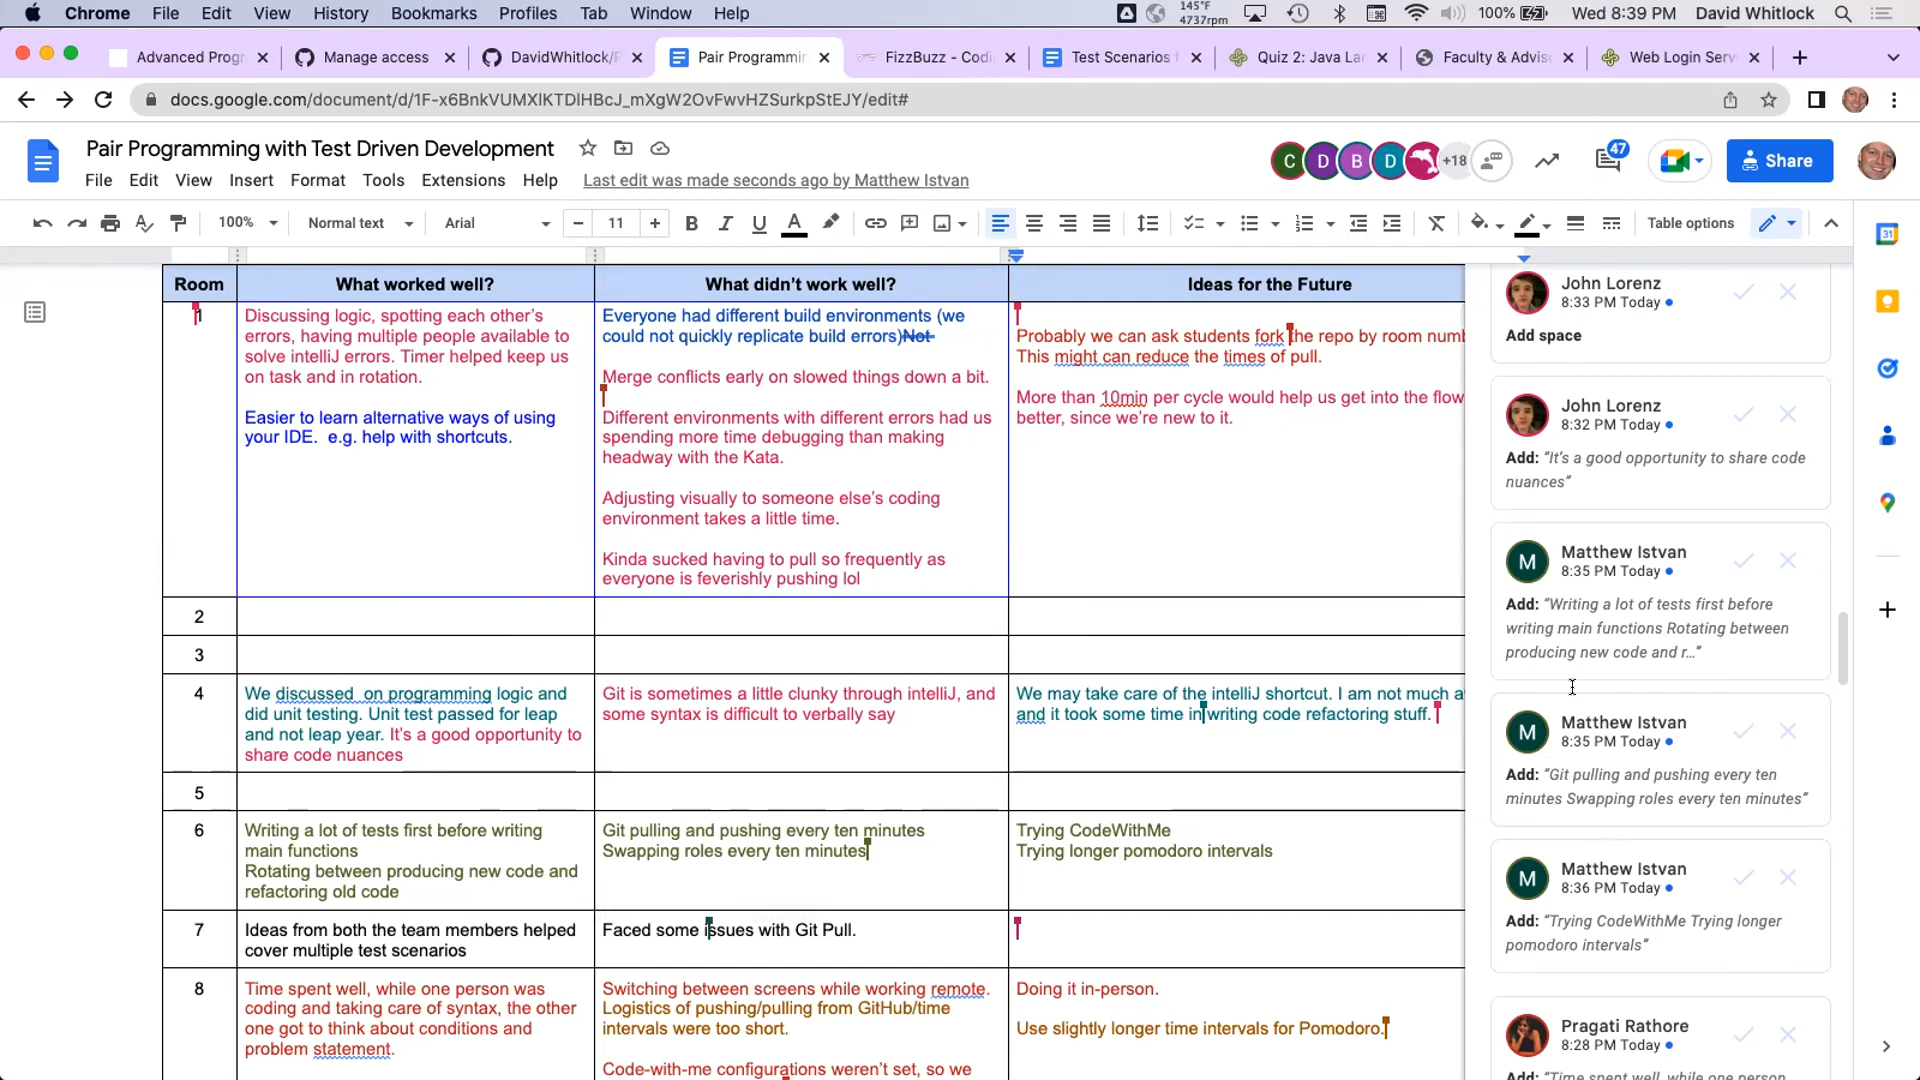 Chrome File Edit View History Bookmarks Profiles Tab Window Help
145°F
4737rpm
100% Wed 8:39 PM David Whitlock
Advanced Prog
Manage access
DavidWhitlock/P
Pair Programmin
FizzBuzz - Codi
Test Scenarios f
Quiz 2: Java Lan
Faculty & Advis
Web Login Serv
docs.google.com/document/d/1F-x6BnkVUMXlKTDlHBcJ_mXgW2OvFwvHZSurkpStEJY/edit#
Pair Programming with Test Driven Development
C D B D +18
47
Share
File Edit View Insert Format Tools Extensions Help Last edit was made seconds ago by Matthew Istvan
100% Normal text Arial 11 B I U A Table options
31
Room What worked well? What didn't work well? Ideas for the Future
1
Discussing logic, spotting each other's
errors, having multiple people available to
solve intelliJ errors. Timer helped keep us
on task and in rotation.
Easier to learn alternative ways of using
your IDE. e.g. help with shortcuts.
Everyone had different build environments (we
could not quickly replicate build errors)Not
Merge conflicts early on slowed things down a bit.
Different environments with different errors had us
spending more time debugging than making
headway with the Kata.
Adjusting visually to someone else's coding
environment takes a little time.
Kinda sucked having to pull so frequently as
everyone is feverishly pushing lol
Probably we can ask students fork the repo by room numb
This might can reduce the times of pull.
More than 10min per cycle would help us get into the flow
better, since we're new to it.
2
3
4
We discussed on programming logic and
did unit testing. Unit test passed for leap
and not leap year. It's a good opportunity to
share code nuances
Git is sometimes a little clunky through intelliJ, and
some syntax is difficult to verbally say
We may take care of the intelliJ shortcut. I am not much a
and it took some time in writing code refactoring stuff.
5
6
Writing a lot of tests first before writing
main functions
Rotating between producing new code and
refactoring old code
Git pulling and pushing every ten minutes
Swapping roles every ten minutes
Trying CodeWithMe
Trying longer pomodoro intervals
7
Ideas from both the team members helped
cover multiple test scenarios
Faced some issues with Git Pull.
8
Time spent well, while one person was
coding and taking care of syntax, the other
one got to think about conditions and
problem statement.
Switching between screens while working remote.
Logistics of pushing/pulling from GitHub/time
intervals were too short.
Code-with-me configurations weren't set, so we
Doing it in-person.
Use slightly longer time intervals for Pomodoro.
John Lorenz
8:33 PM Today
Add space
John Lorenz
8:32 PM Today
Add: "It's a good opportunity to share code
nuances"
M
Matthew Istvan
8:35 PM Today
Add: "Writing a lot of tests first before
writing main functions Rotating between
producing new code and r..."
M
Matthew Istvan
8:35 PM Today
Add: "Git pulling and pushing every ten
minutes Swapping roles every ten minutes"
M
Matthew Istvan
8:36 PM Today
Add: "Trying CodeWithMe Trying longer
pomodoro intervals"
Pragati Rathore
8:28 PM Today
Add: "Time spent well, while one person